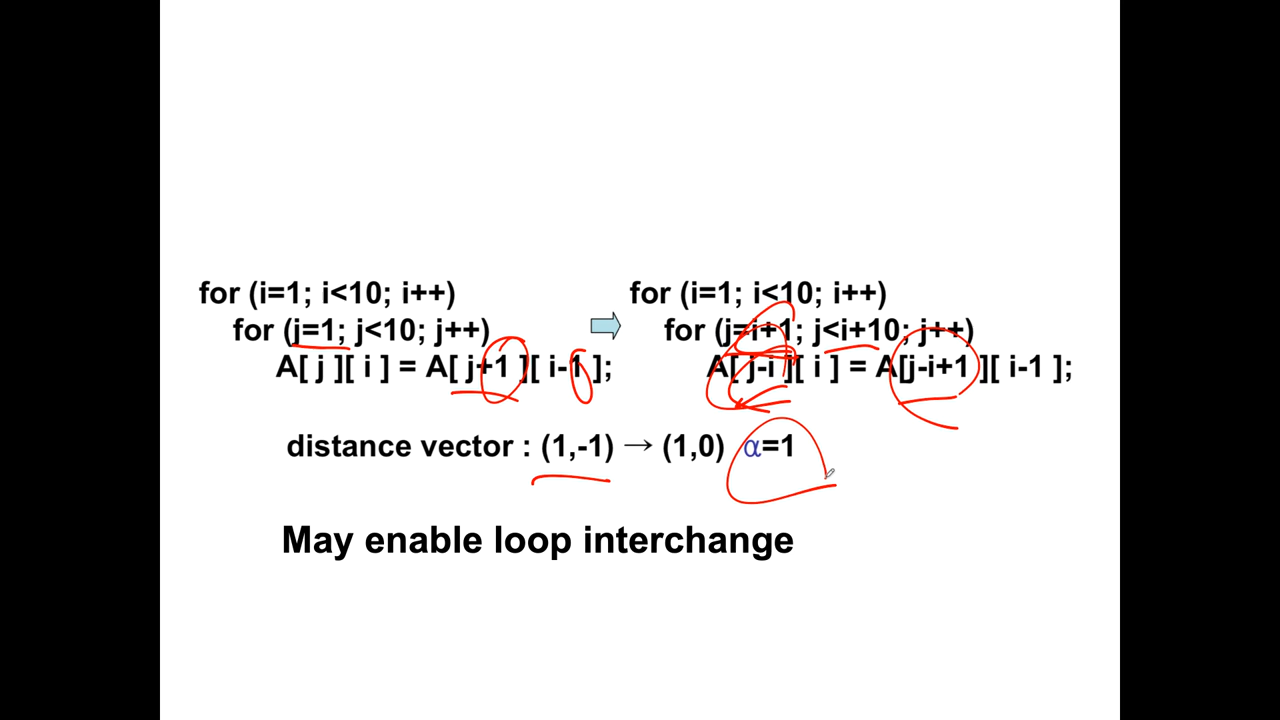 for (i=1; i<10; i++)
for (j=1; j<10; j++)
A[ j ][ i ] = A[ j+1 ][ i-1 ];
for (i=1; i<10; i++)
for (j=i+1; j<i+10; j++)
A[ j-i ][ i ] = A[j-i+1 ][ i-1 ];
distance vector : (1,-1) → (1,0) α=1
May enable loop interchange